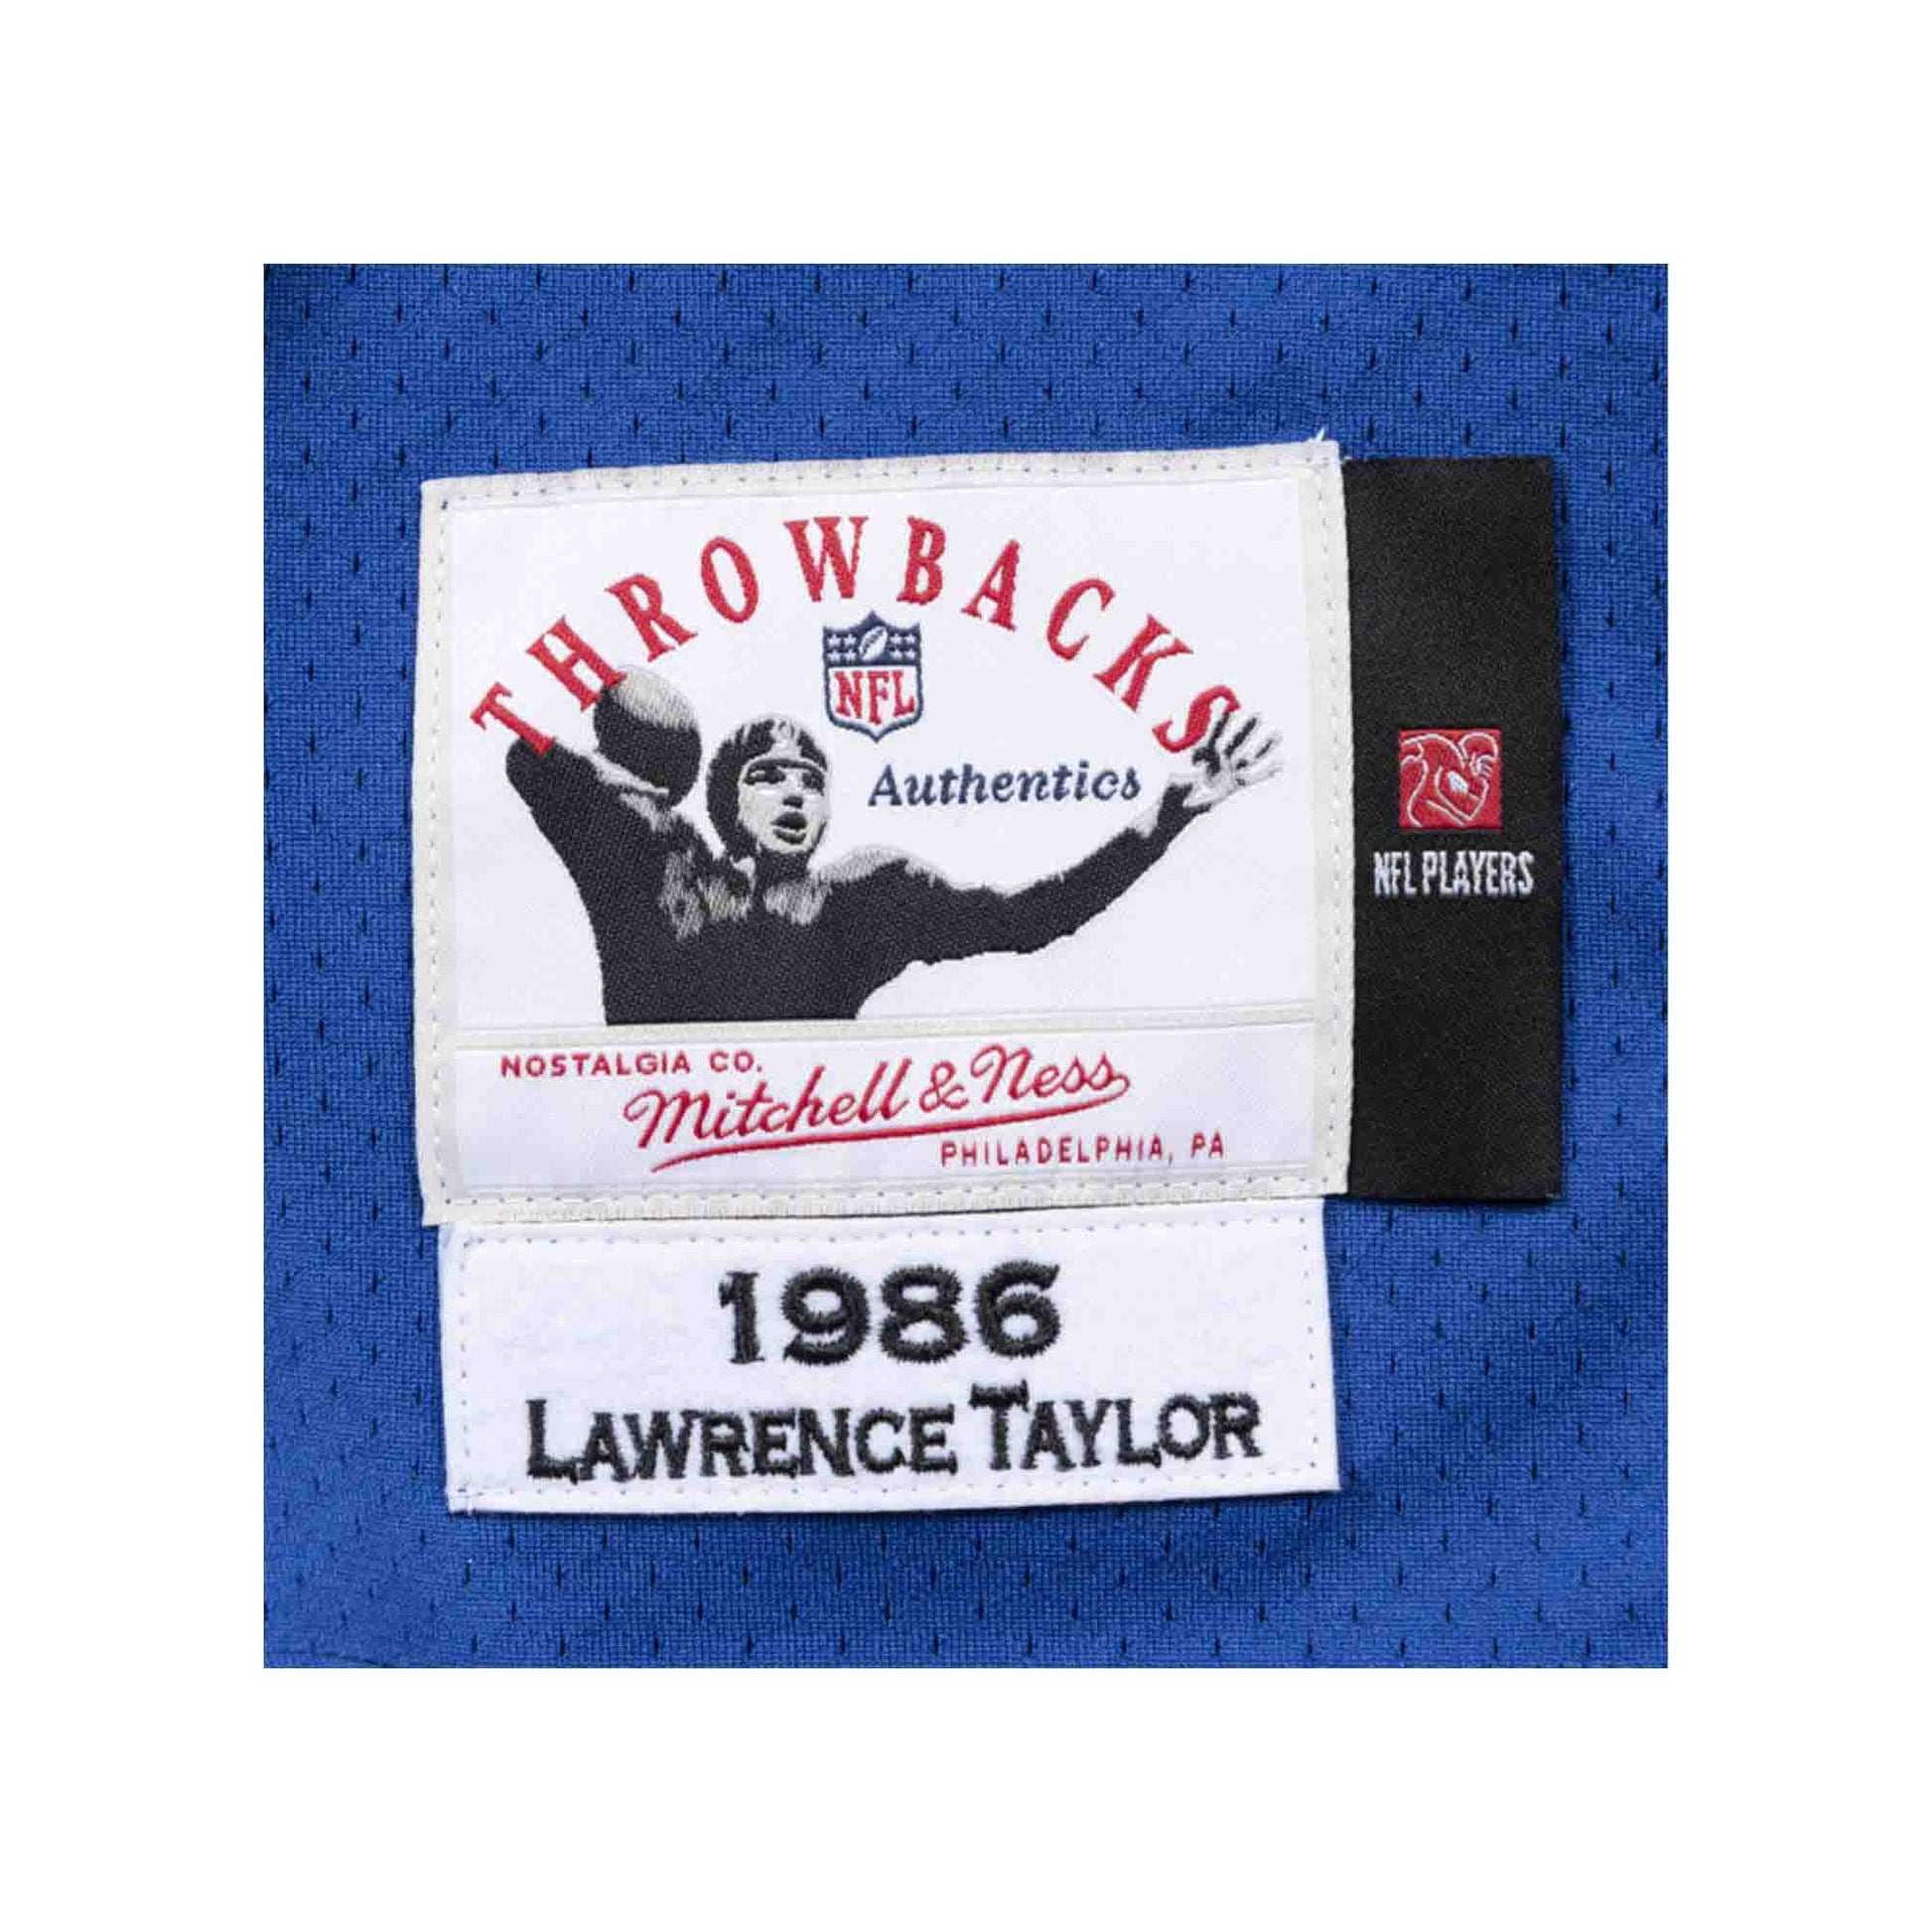 THROWBACKS
NFL
Authentics
NFL PLAYERS
NOSTALGIA CO.
Mitchell & Ness
PHILADELPHIA, PA
1986
LAWRENCE TAYLOR